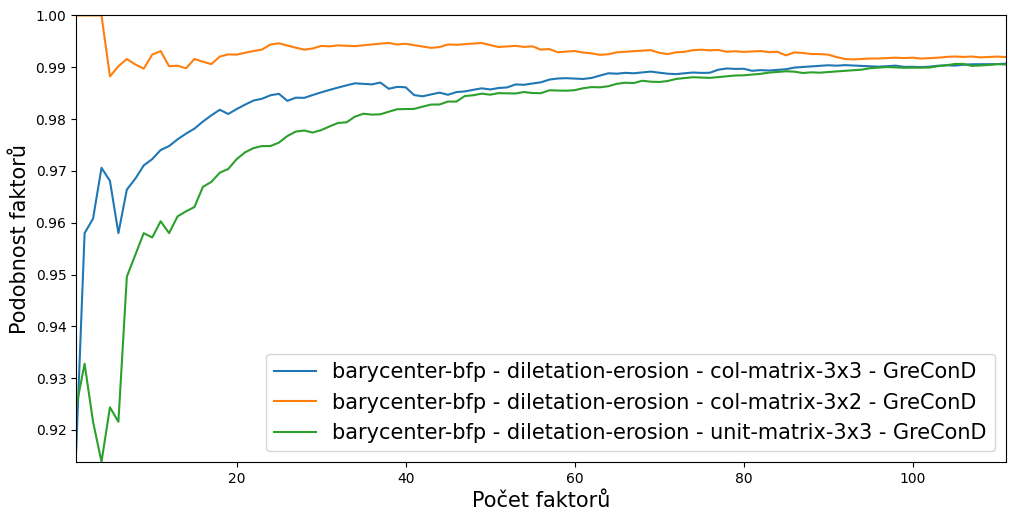 1.00
0.99
0.98
0.97
0.96
0.95
0.94
0.93
0.92
Podobnost faktorů
barycenter-bfp - diletation-erosion - col-matrix-3x3 - GreConD
barycenter-bfp - diletation-erosion - col-matrix-3x2 - GreConD
barycenter-bfp - diletation-erosion - unit-matrix-3x3 - GreConD
20 40 60 80 100
Počet faktorů